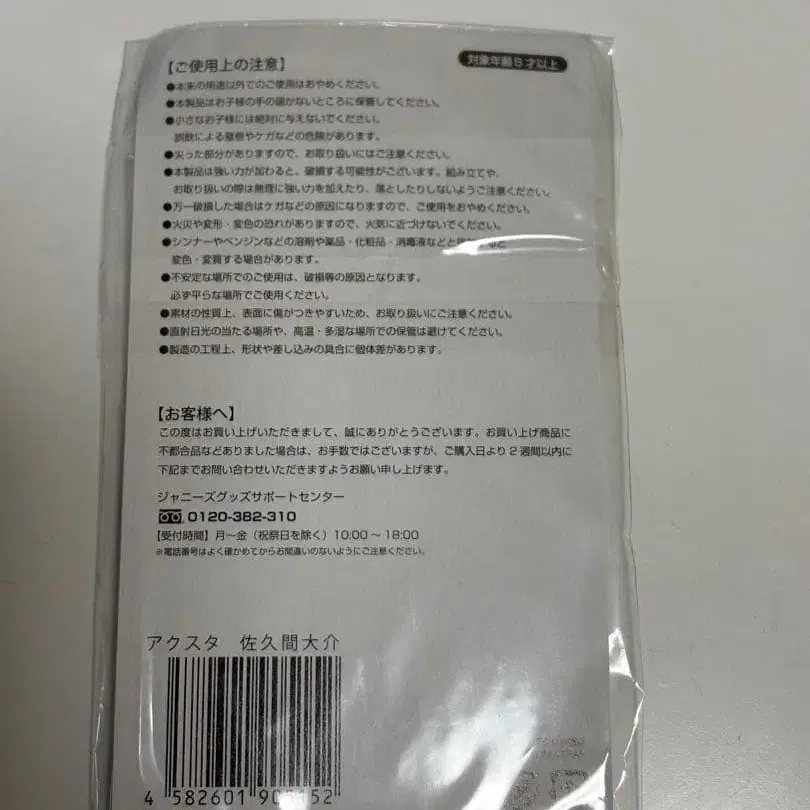 【ご使用上の注意】
対象年齢8才以上
●本来の用途以外でのご使用はおやめください。
●本製品はお子様の手の届かないところに保管してください。
●小さなお子様には絶対に与えないでください。
誤飲による窒息やケガなどの危険があります。
●尖った部分がありますので、お取り扱いにはご注意ください。
●本製品は強い力が加わると、破損する可能性がございます。組み立てや、
お取り扱いの際は無理に強い力を加えたり、落としたりしないようご注意ください。
●万一破損した場合はケガなどの原因になりますので、ご使用をおやめください。
●火災や変形・変色の恐れがありますので、火気に近づけないでください。
●シンナーやベンジンなどの溶剤や薬品・化粧品・消毒液などと
変色・変質する場合があります。
●不安定な場所でのご使用は、破損等の原因となります。
必ず平らな場所でご使用ください。
●素材の性質上、表面に傷がつきやすいため、お取り扱いにご注意ください。
●直射日光の当たる場所や、高温・多湿な場所での保管は避けてください。
●製造の工程上、形状や差し込みの具合に個体差があります。
【お客様へ】
この度はお買い上げいただきまして、誠にありがとうございます。お買い上げ商品に
不都合品などありました場合は、お手数ではございますが、ご購入日より2週間以内に
下記までお問い合わせいただきますようお願い申し上げます。
ジャニーズグッズサポートセンター
0120-382-310
【受付時間】月～金（祝祭日を除く）10:00～18:00
※電話番号はよく確かめてからお間違いのないようにご注意ください。
アクスタ 佐久間大介
4 582601 905152